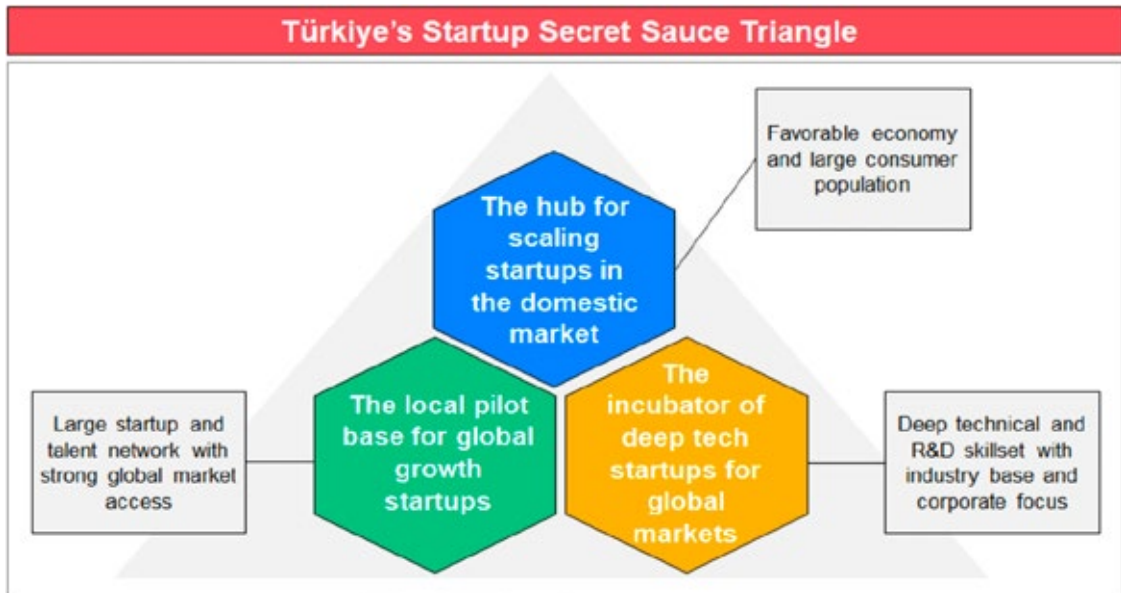 Türkiye's Startup Secret Sauce Triangle
Favorable economy
and large consumer
population
The hub for
scaling
startups in
the domestic
market
Large startup and
talent network with
strong global market
access
The local pilot
base for global
growth
startups
The
incubator of
deep tech
startups for
global
markets
Deep technical and
R&D skillset with
industry base and
corporate focus